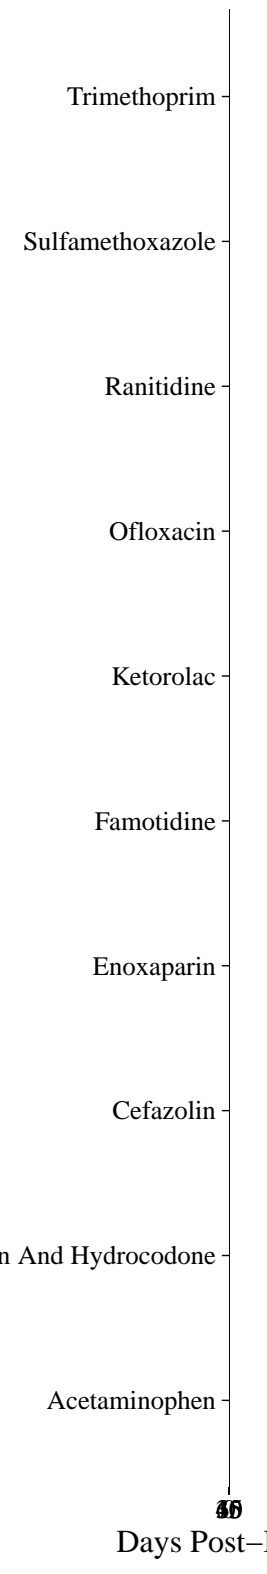 Trimethoprim
Sulfamethoxazole
Ranitidine
Ofloxacin
Ketorolac
Famotidine
Enoxaparin
Cefazolin
And Hydrocodone
Acetaminophen
Days Post–